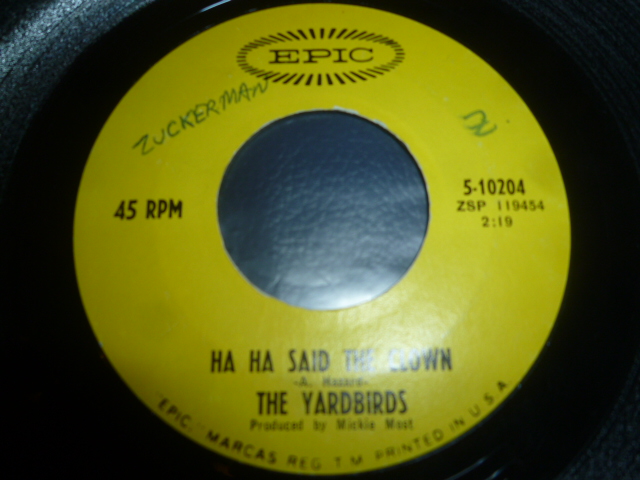 EPIC
ZUCKERMAN
45 RPM
5-10204
ZSP 119454
2:19
HA HA SAID THE CLOWN
-A. Hazzard-
THE YARDBIRDS
Produced by Mickie Most
"EPIC," MARCAS REG. T.M. PRINTED IN U.S.A.